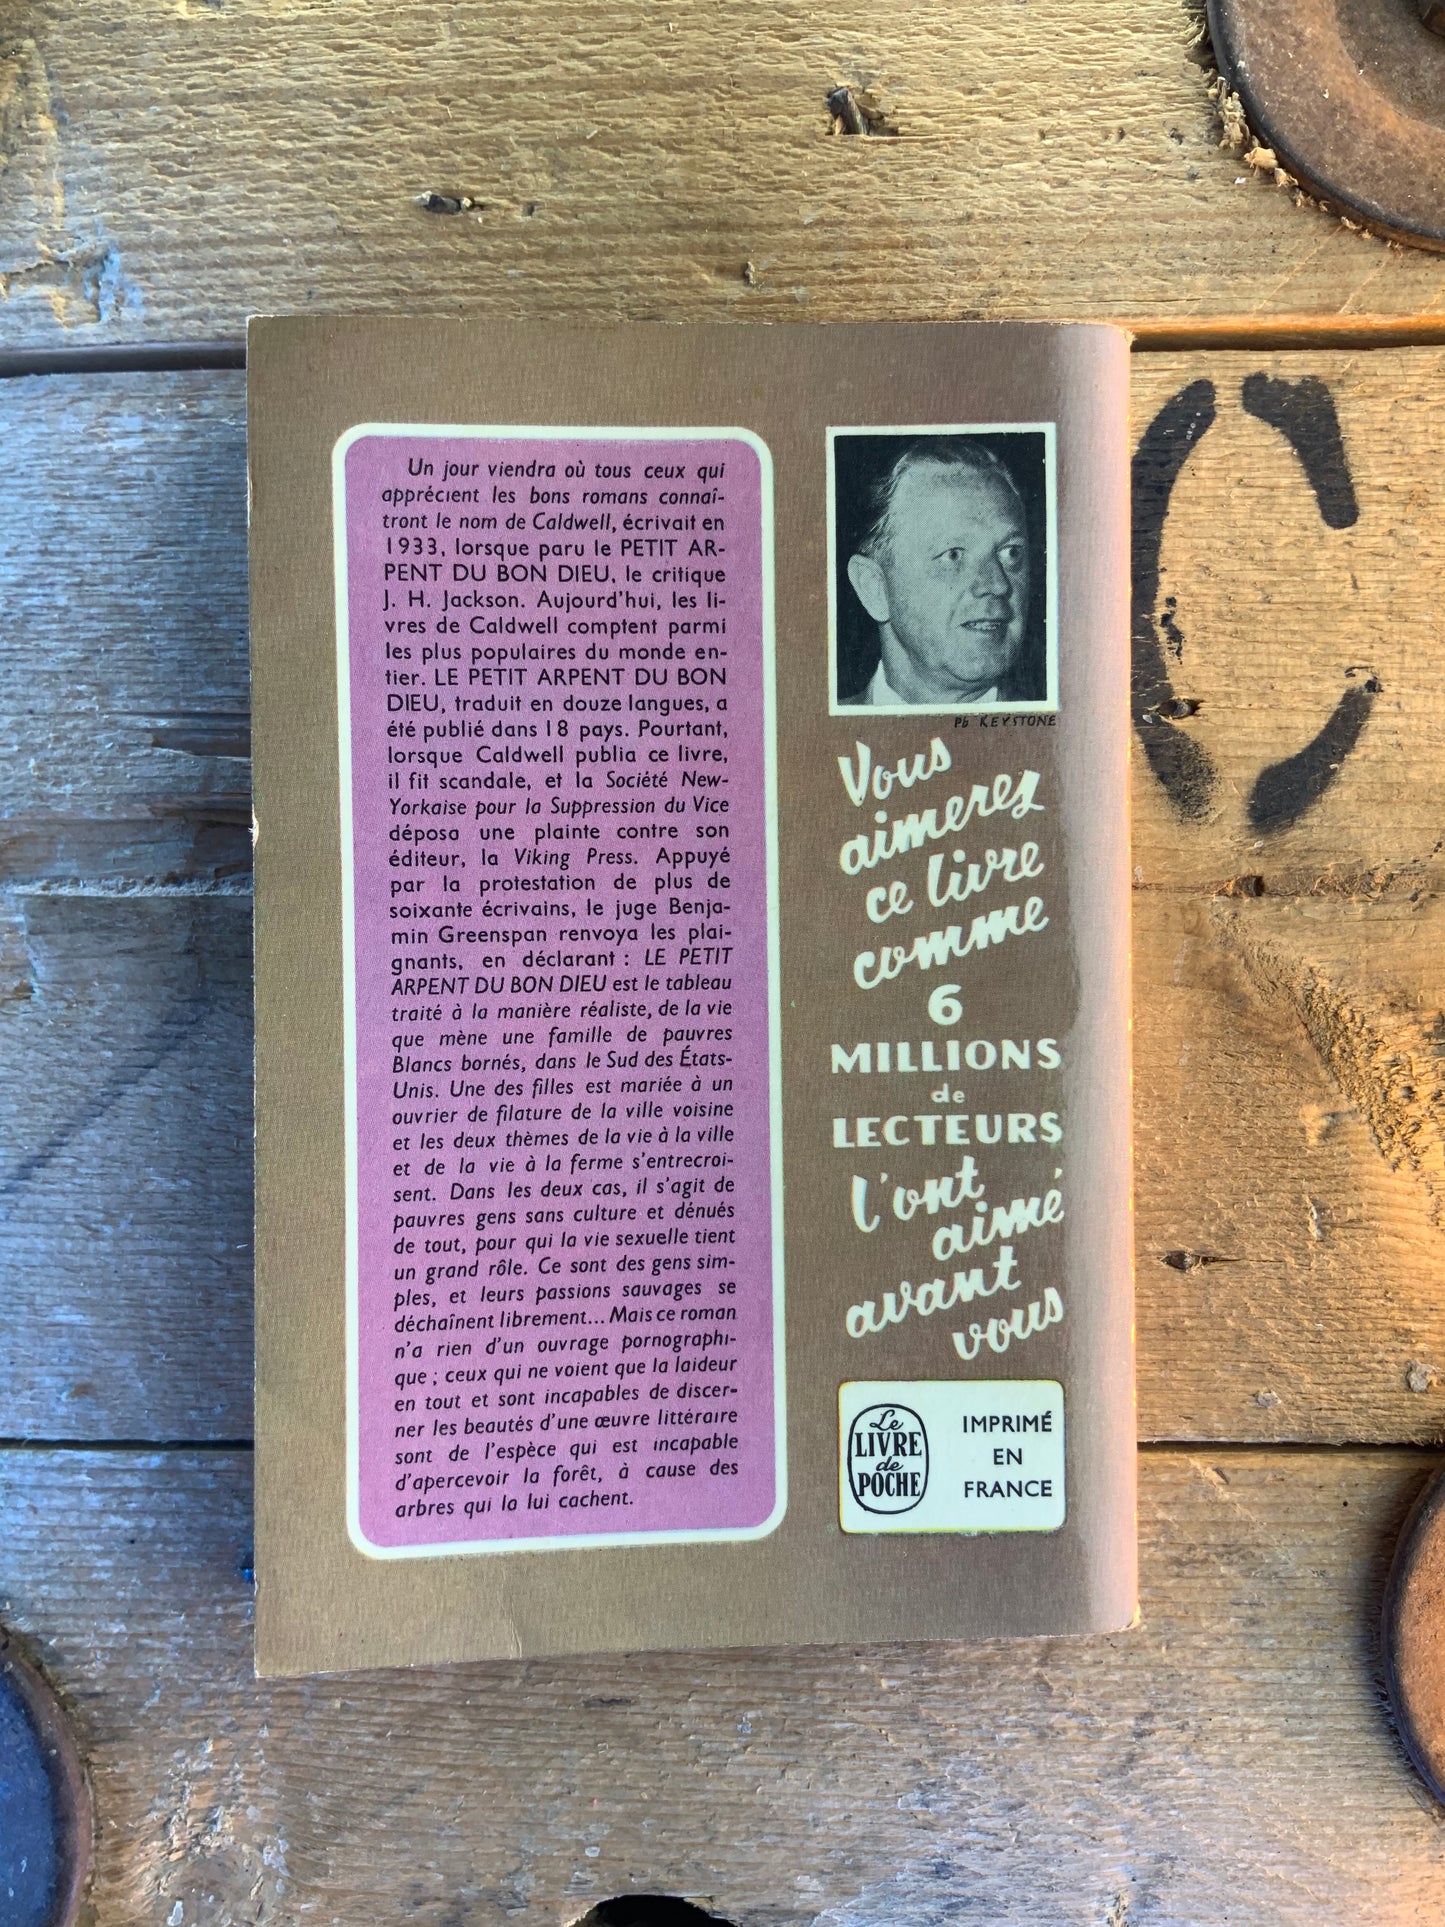 Un jour viendra où tous ceux qui
apprécient les bons romans connaî-
tront le nom de Caldwell, écrivait en
1933, lorsque paru le PETIT AR-
PENT DU BON DIEU, le critique
J. H. Jackson. Aujourd'hui, les li-
vres de Caldwell comptent parmi
les plus populaires du monde en-
tier. LE PETIT ARPENT DU BON
DIEU, traduit en douze langues, a
été publié dans 18 pays. Pourtant,
lorsque Caldwell publia ce livre,
il fit scandale, et la Société New-
Yorkaise pour la Suppression du Vice
déposa une plainte contre son
éditeur, la Viking Press. Appuyé
par la protestation de plus de
soixante écrivains, le juge Benja-
min Greenspan renvoya les plai-
gnants, en déclarant : LE PETIT
ARPENT DU BON DIEU est le tableau
traité à la manière réaliste, de la vie
que mène une famille de pauvres
Blancs bornés, dans le Sud des États-
Unis. Une des filles est mariée à un
ouvrier de filature de la ville voisine
et les deux thèmes de la vie à la ville
et de la vie à la ferme s'entrecroi-
sent. Dans les deux cas, il s'agit de
pauvres gens sans culture et dénués
de tout, pour qui la vie sexuelle tient
un grand rôle. Ce sont des gens sim-
ples, et leurs passions sauvages se
déchaînent librement... Mais ce roman
n'a rien d'un ouvrage pornographi-
que ; ceux qui ne voient que la laideur
en tout et sont incapables de discer-
ner les beautés d'une œuvre littéraire
sont de l'espèce qui est incapable
d'apercevoir la forêt, à cause des
arbres qui la lui cachent.
Ph KEYSTONE
Vous
aimerez
ce livre
comme
6
MILLIONS
de
LECTEURS
l'ont
aimé
avant
vous
Le
LIVRE
de
POCHE
IMPRIMÉ
EN
FRANCE